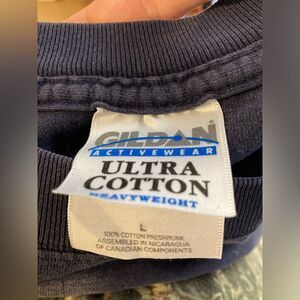 GILDAN
ACTIVEWEAR
ULTRA
COTTON
HEAVYWEIGHT
L
100% COTTON PRESHRUNK
ASSEMBLED IN NICARAGUA
OF CANADIAN COMPONENTS